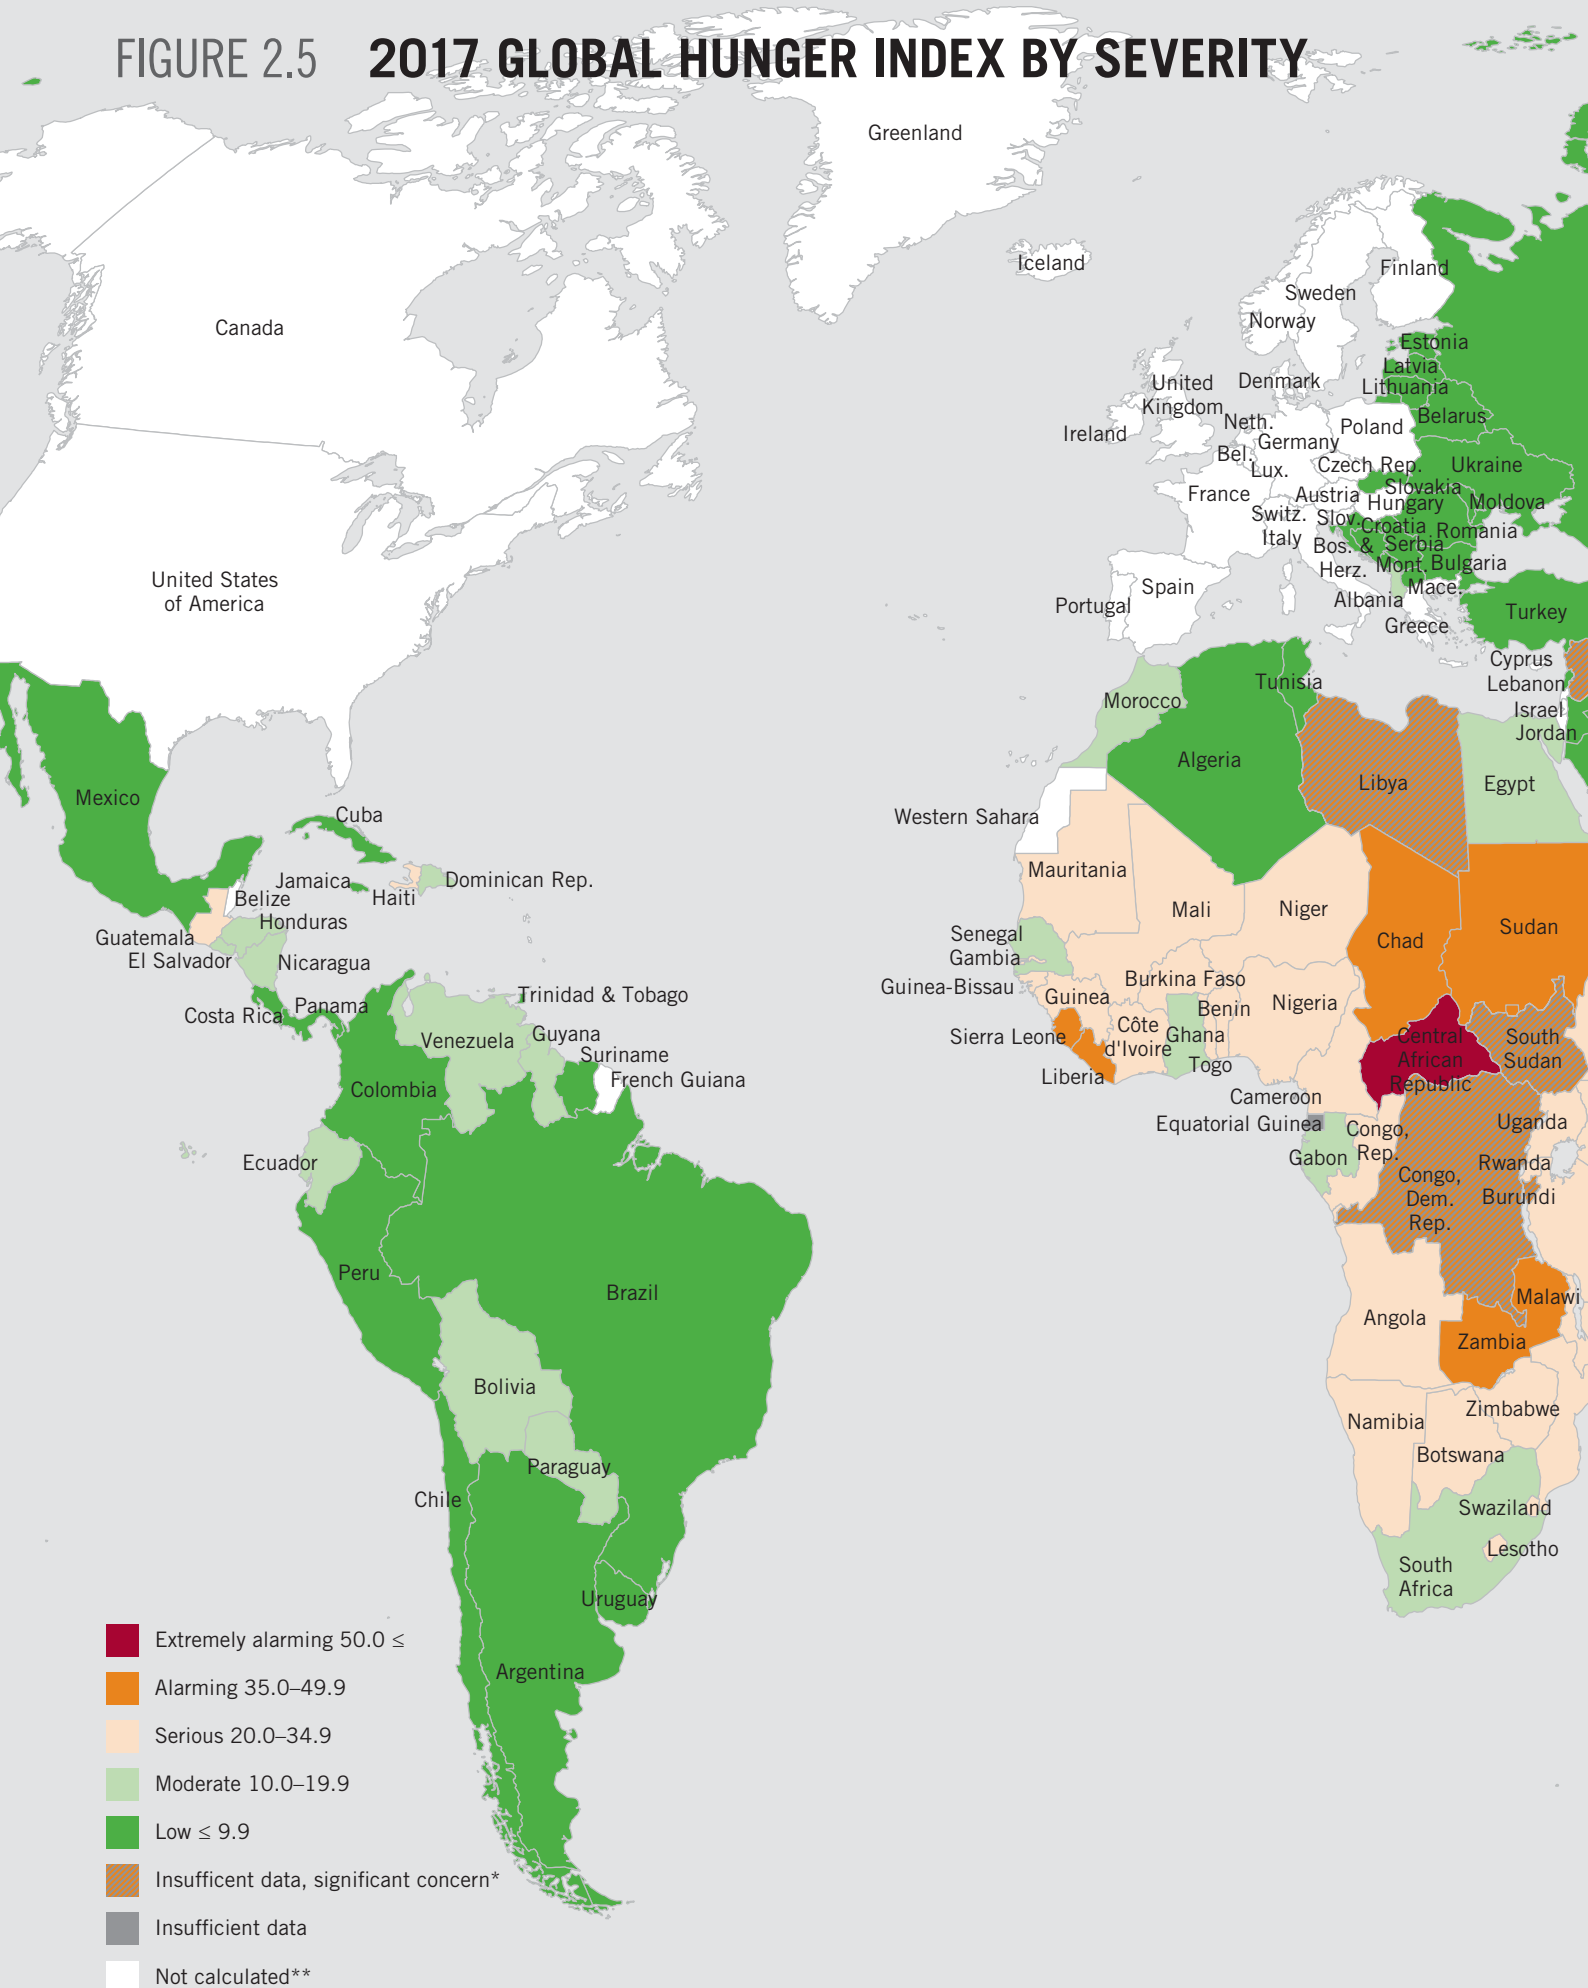 FIGURE 2.5 2017 GLOBAL HUNGER INDEX BY SEVERITY
Greenland
Iceland
Finland
Sweden
Norway
Canada
Estonia
Latvia
Lithuania
Denmark
United
Kingdom
Belarus
Neth.
Poland
Ireland
Germany
Bel.
Lux.
Czech Rep.
Ukraine
Slovakia
France
Austria
Hungary
Moldova
Switz.
Slov.
Croatia
Romania
Italy
Bos. &
Herz.
Serbia
Mont.
Bulgaria
Mace.
United States
of America
Spain
Portugal
Albania
Greece
Turkey
Cyprus
Lebanon
Israel
Jordan
Tunisia
Morocco
Algeria
Libya
Egypt
Mexico
Cuba
Western Sahara
Mauritania
Jamaica
Haiti
Dominican Rep.
Belize
Honduras
Guatemala
El Salvador
Nicaragua
Mali
Niger
Chad
Sudan
Senegal
Gambia
Guinea-Bissau
Burkina Faso
Guinea
Benin
Nigeria
Costa Rica
Panama
Trinidad & Tobago
Venezuela
Guyana
Suriname
French Guiana
Sierra Leone
Côte
d'Ivoire
Ghana
Togo
Liberia
Central
African
Republic
South
Sudan
Colombia
Cameroon
Equatorial Guinea
Gabon
Congo,
Rep.
Uganda
Rwanda
Burundi
Congo,
Dem.
Rep.
Ecuador
Peru
Brazil
Angola
Malawi
Zambia
Bolivia
Namibia
Zimbabwe
Botswana
Paraguay
Chile
Swaziland
Lesotho
South
Africa
Uruguay
Argentina
Extremely alarming 50.0 ≤
Alarming 35.0–49.9
Serious 20.0–34.9
Moderate 10.0–19.9
Low ≤ 9.9
Insufficent data, significant concern*
Insufficient data
Not calculated**